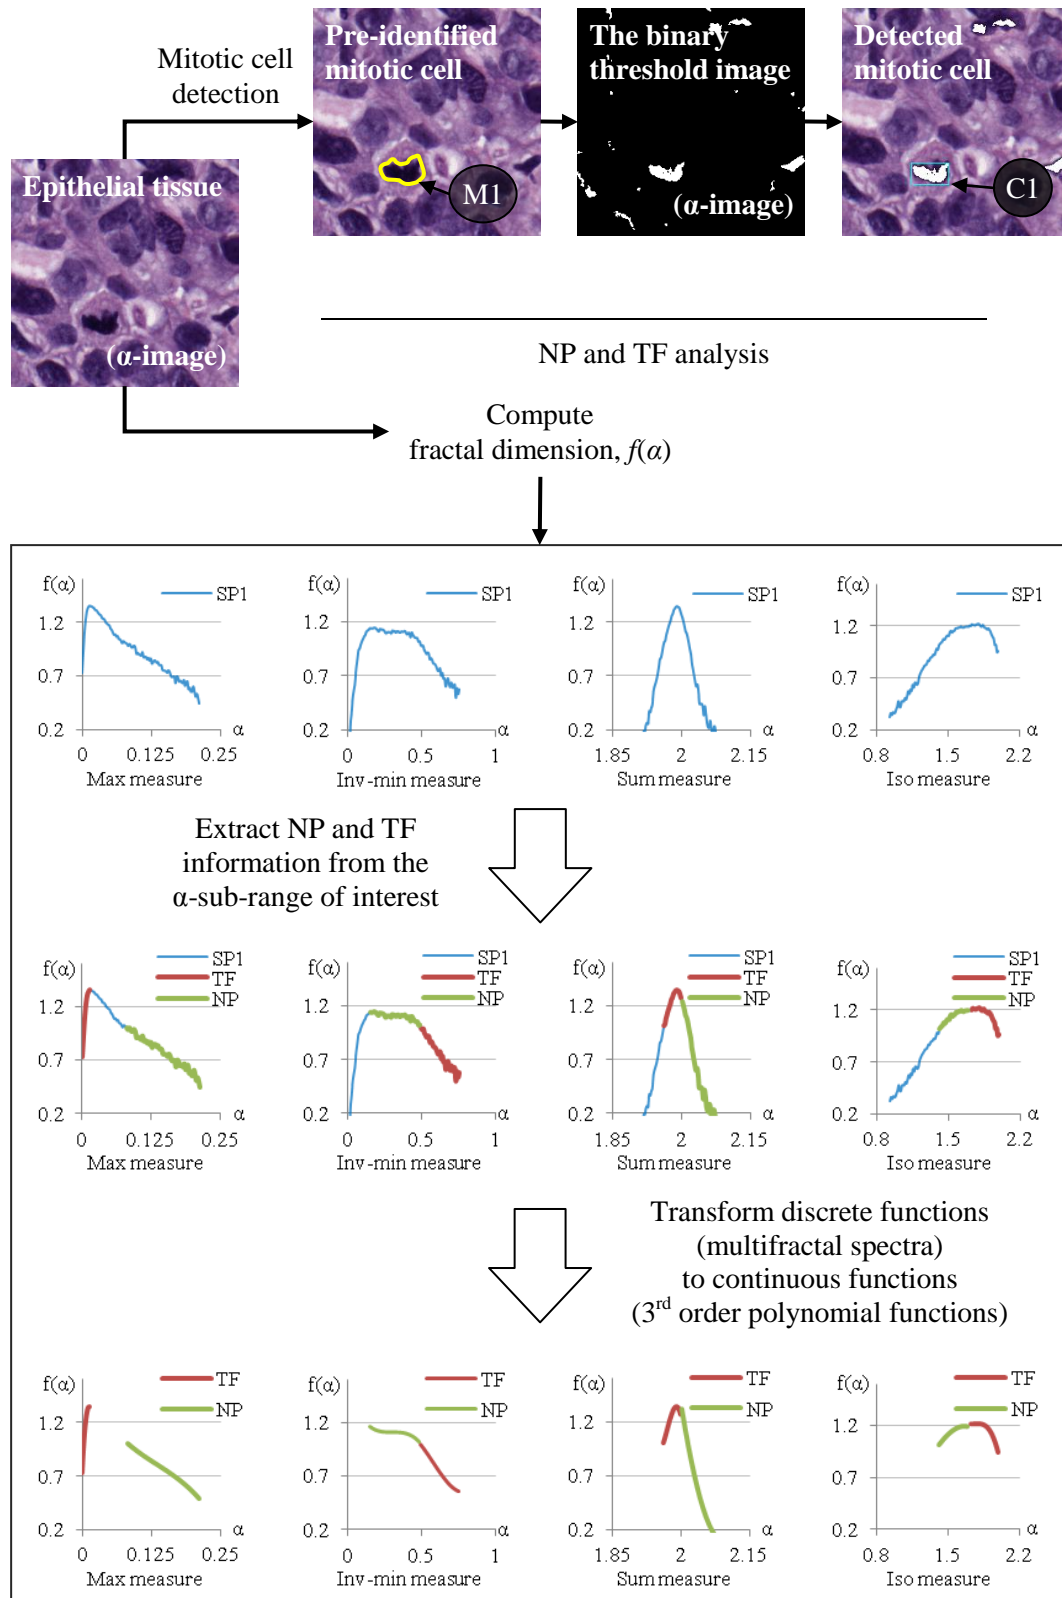 Mitotic cell
detection
Pre-identified
mitotic cell
M1
The binary
threshold image
(α-image)
Detected
mitotic cell
C1
Epithelial tissue
(α-image)
NP and TF analysis
Compute
fractal dimension, f(α)
f(α)
SP1
1.2
0.7
0.2
α
0 0.125 0.25
Max measure
f(α)
SP1
1.2
0.7
0.2
α
0 0.5 1
Inv-min measure
f(α)
SP1
1.2
0.7
0.2
α
1.85 2 2.15
Sum measure
f(α)
SP1
1.2
0.7
0.2
α
0.8 1.5 2.2
Iso measure
Extract NP and TF
information from the
α-sub-range of interest
f(α)
SP1
TF
NP
1.2
0.7
0.2
α
0 0.125 0.25
Max measure
f(α)
SP1
TF
NP
1.2
0.7
0.2
α
0 0.5 1
Inv-min measure
f(α)
SP1
TF
NP
1.2
0.7
0.2
α
1.85 2 2.15
Sum measure
f(α)
SP1
TF
NP
1.2
0.7
0.2
α
0.8 1.5 2.2
Iso measure
Transform discrete functions
(multifractal spectra)
to continuous functions
(3rd order polynomial functions)
f(α)
TF
NP
1.2
0.7
0.2
α
0 0.125 0.25
Max measure
f(α)
TF
NP
1.2
0.7
0.2
α
0 0.5 1
Inv-min measure
f(α)
TF
NP
1.2
0.7
0.2
α
1.85 2 2.15
Sum measure
f(α)
TF
NP
1.2
0.7
0.2
α
0.8 1.5 2.2
Iso measure